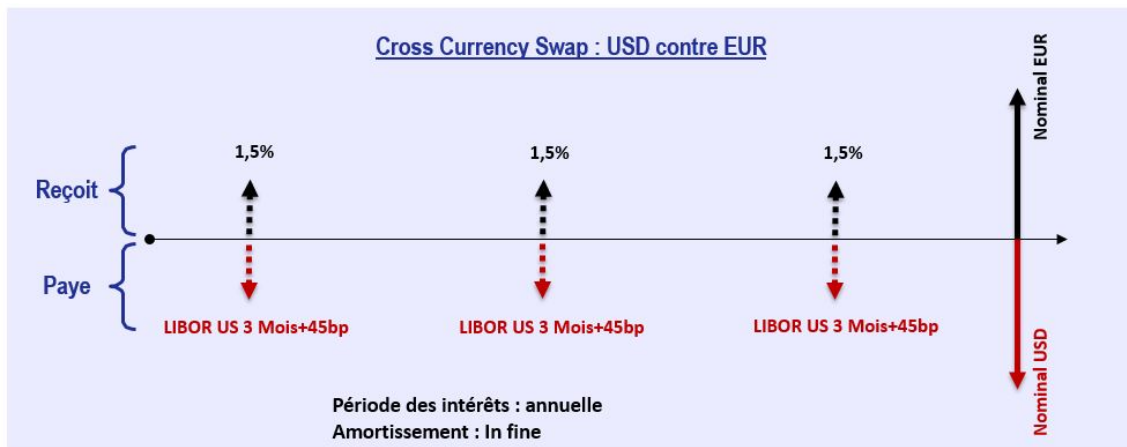 Cross Currency Swap : USD contre EUR
Nominal EUR
1,5%
1,5%
1,5%
Reçoit
Paye
LIBOR US 3 Mois+45bp
LIBOR US 3 Mois+45bp
LIBOR US 3 Mois+45bp
Nominal USD
Période des intérêts : annuelle
Amortissement : In fine